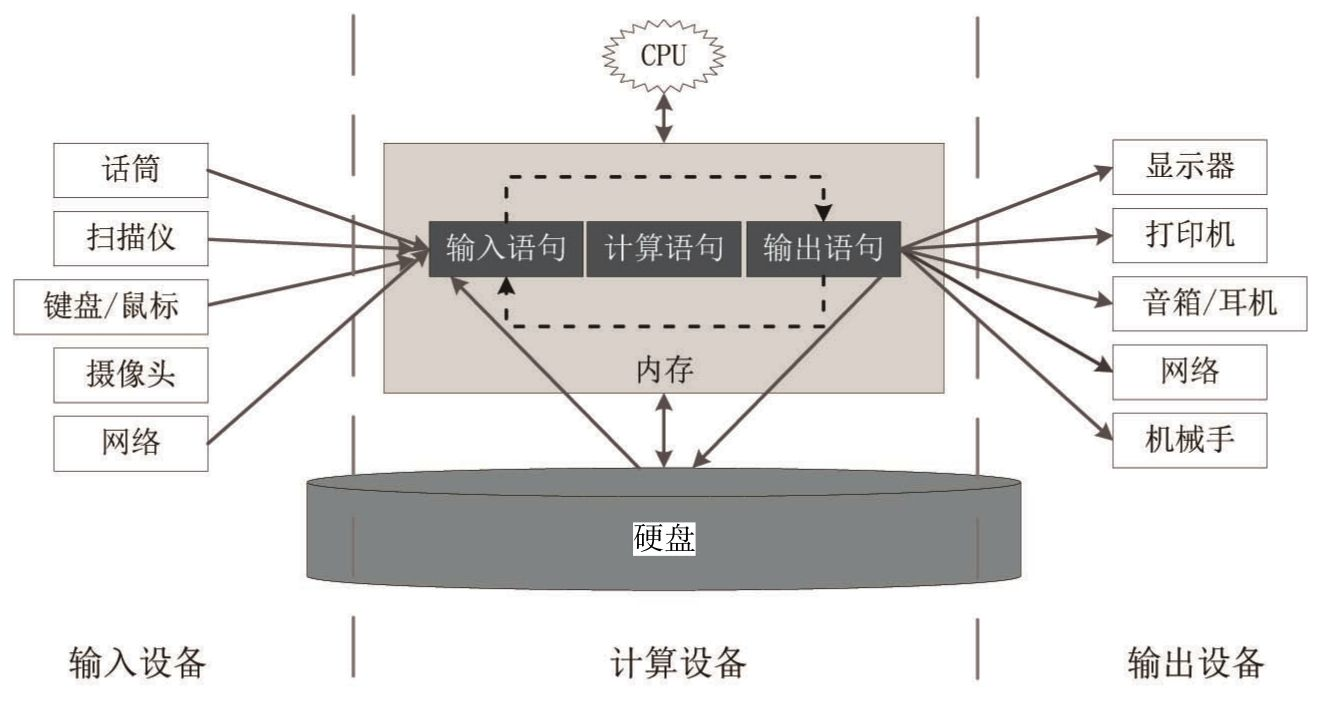 CPU
话筒
扫描仪
键盘/鼠标
摄像头
网络
输入语句
计算语句
输出语句
内存
硬盘
显示器
打印机
音箱/耳机
网络
机械手
输入设备
计算设备
输出设备